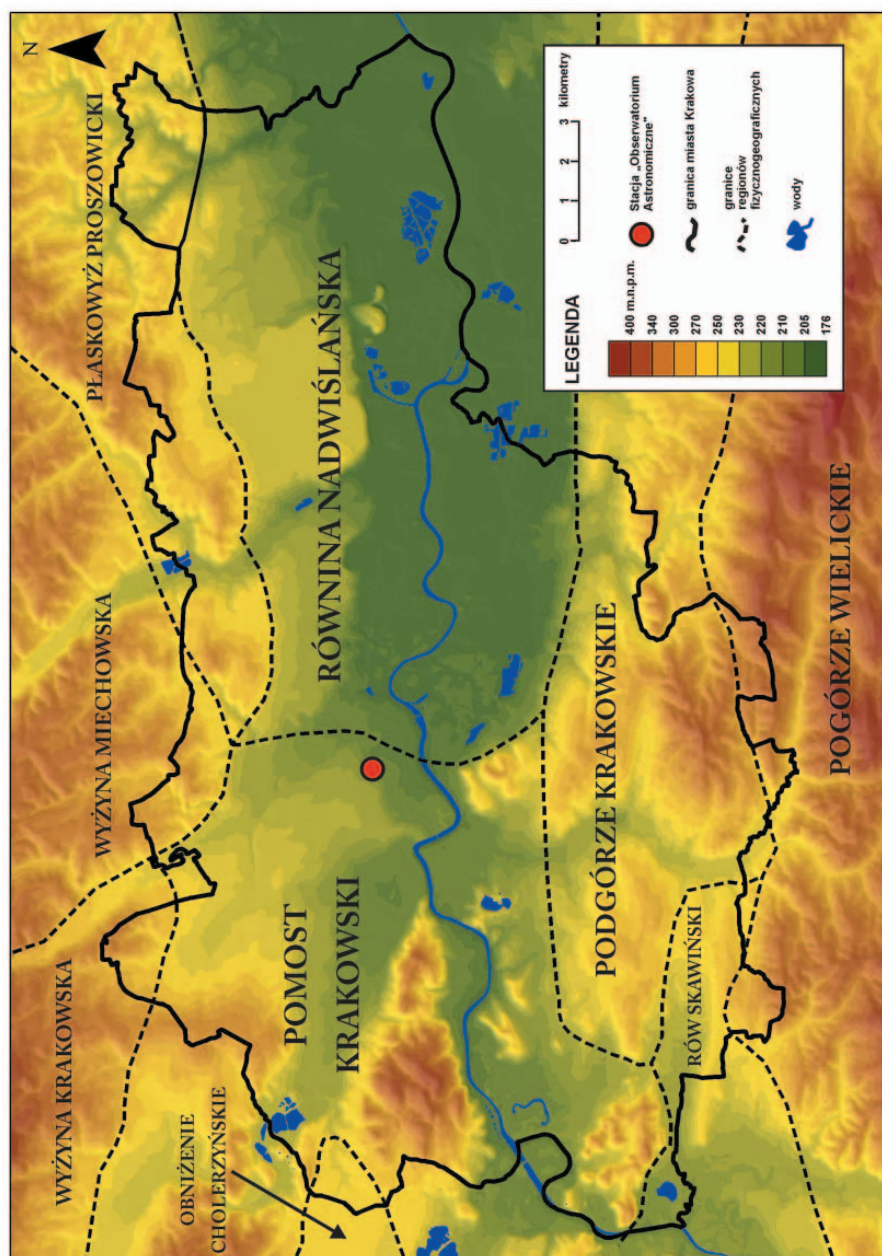 N
PŁASKOWYŻ PROSZOWICKI
WYŻYNA MIECHOWSKA
WYŻYNA KRAKOWSKA
OBNIŻENIE
CHOLERZYŃSKIE
POMOST
KRAKOWSKI
RÓWNINA NADWIŚLAŃSKA
PODGÓRZE KRAKOWSKIE
RÓW SKAWIŃSKI
POGÓRZE WIELICKIE
LEGENDA
400 m.n.p.m.
340
300
270
250
230
220
210
205
176
0 1 2 3 kilometry
Stacja „Obserwatorium
Astronomiczne"
granica miasta Krakowa
granice
regionów
fizycznogeograficznych
wody